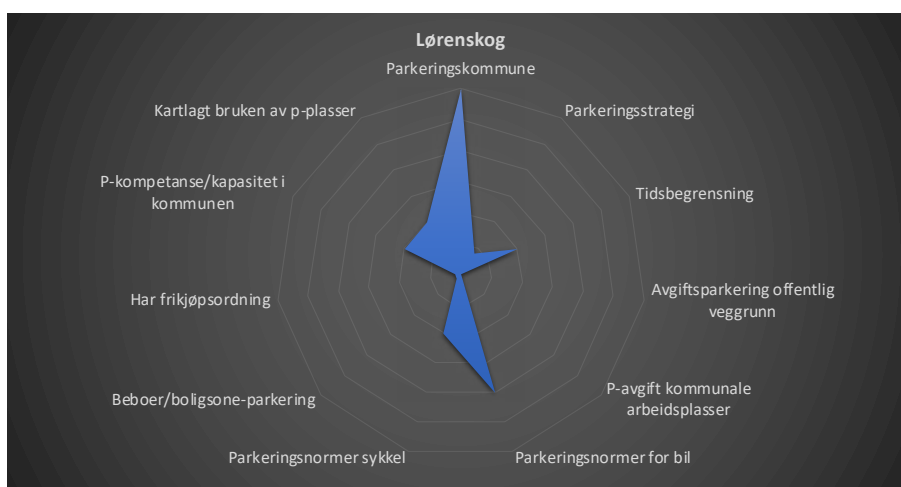 Lørenskog
Parkeringskommune
Parkeringsstrategi
Tidsbegrensning
Avgiftsparkering offentlig
veggrunn
P-avgift kommunale
arbeidsplasser
Parkeringsnormer for bil
Parkeringsnormer sykkel
Beboer/boligsone-parkering
Har frikjøpsordning
P-kompetanse/kapasitet i
kommunen
Kartlagt bruken av p-plasser